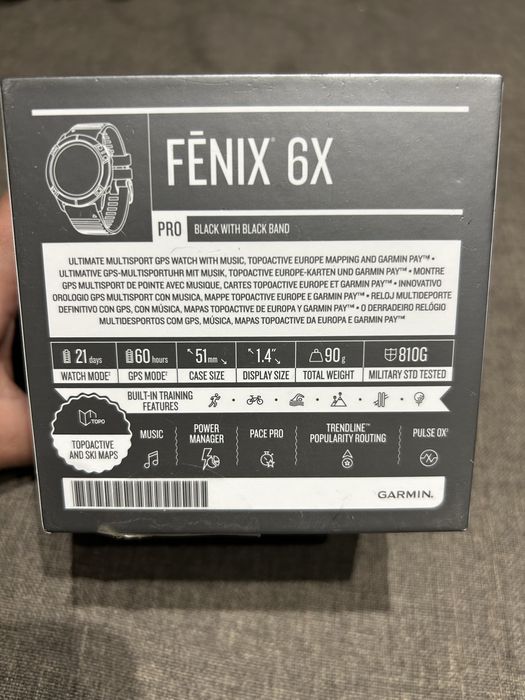 FĒNIX® 6X
PRO BLACK WITH BLACK BAND
ULTIMATE MULTISPORT GPS WATCH WITH MUSIC, TOPOACTIVE EUROPE MAPPING AND GARMIN PAY™ •
ULTIMATIVE GPS-MULTISPORTUHR MIT MUSIK, TOPOACTIVE EUROPE-KARTEN UND GARMIN PAY™ • MONTRE
GPS MULTISPORT DE POINTE AVEC MUSIQUE, CARTES TOPOACTIVE EUROPE ET GARMIN PAY™ • INNOVATIVO
OROLOGIO GPS MULTISPORT CON MUSICA, MAPPE TOPOACTIVE EUROPE E GARMIN PAY™ • RELOJ MULTIDEPORTE
DEFINITIVO CON GPS, CON MÚSICA, MAPAS TOPOACTIVE DE EUROPA Y GARMIN PAY™ • O DERRADEIRO RELÓGIO
MULTIDESPORTOS COM GPS, MÚSICA, MAPAS TOPOACTIVE DA EUROPA E GARMIN PAY™
21 days 60 hours 51mm 1.4" 90g 810G
WATCH MODE† GPS MODE† CASE SIZE DISPLAY SIZE TOTAL WEIGHT MILITARY STD TESTED
BUILT-IN TRAINING
FEATURES
TOPO
TOPOACTIVE
AND SKI MAPS
MUSIC
POWER
MANAGER
PACE PRO
TRENDLINE™
POPULARITY ROUTING
PULSE OX†
GARMIN.